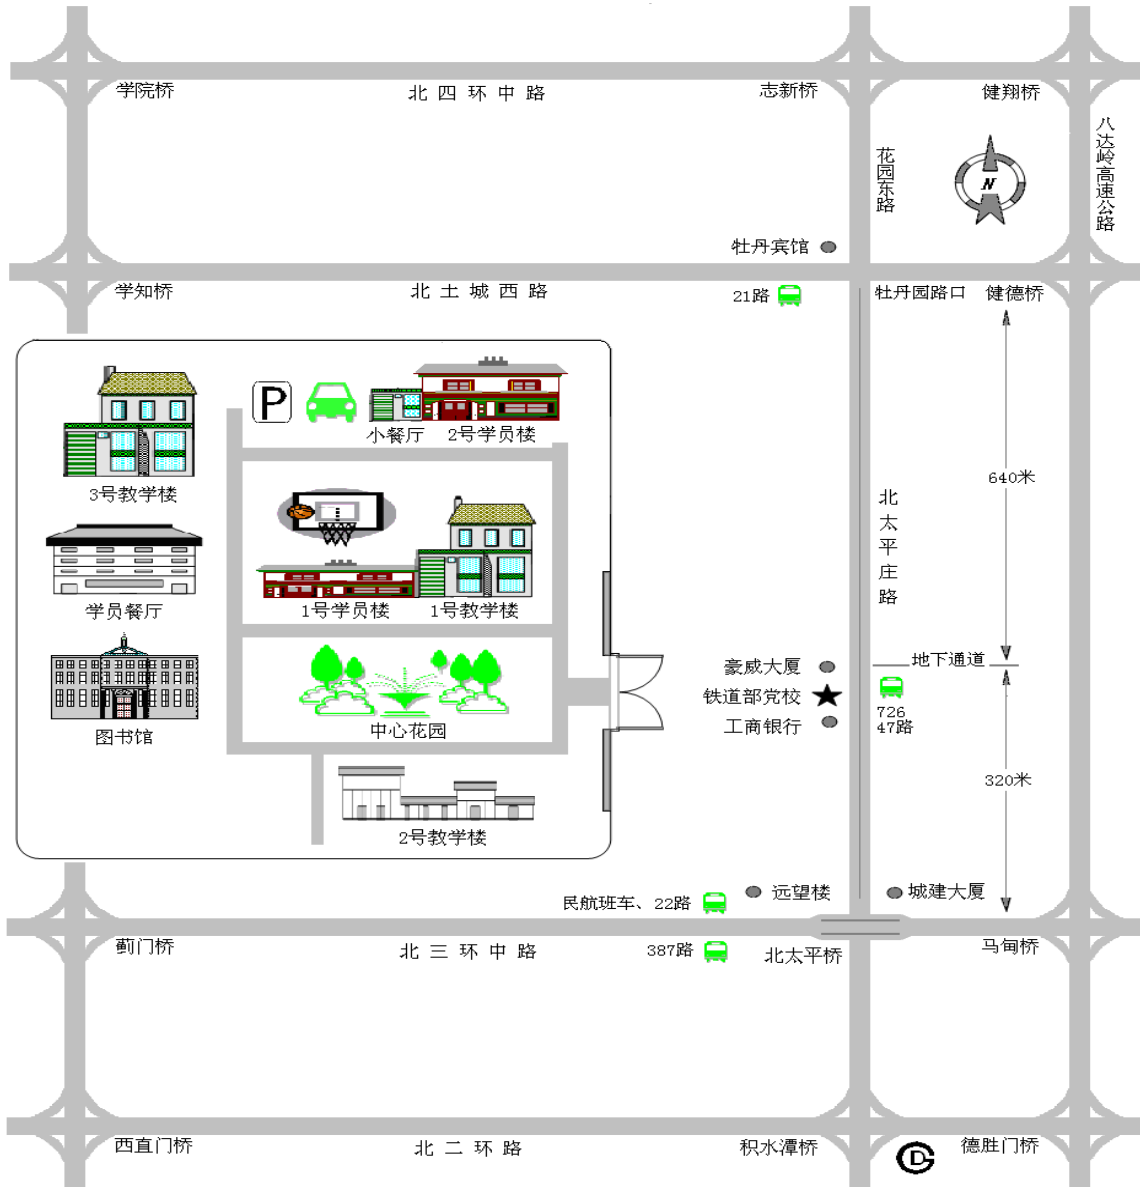 学院桥
北四环中路
志新桥
健翔桥
八达岭高速公路
花园东路
N
牡丹宾馆
学知桥
北土城西路
21路
牡丹园路口
健德桥
P
小餐厅
2号学员楼
3号教学楼
640米
北太平庄路
学员餐厅
1号学员楼
1号教学楼
图书馆
中心花园
豪威大厦
地下通道
铁道部党校
工商银行
726
47路
320米
2号教学楼
民航班车、22路
远望楼
城建大厦
蓟门桥
北三环中路
387路
北太平桥
马甸桥
西直门桥
北二环路
积水潭桥
德胜门桥